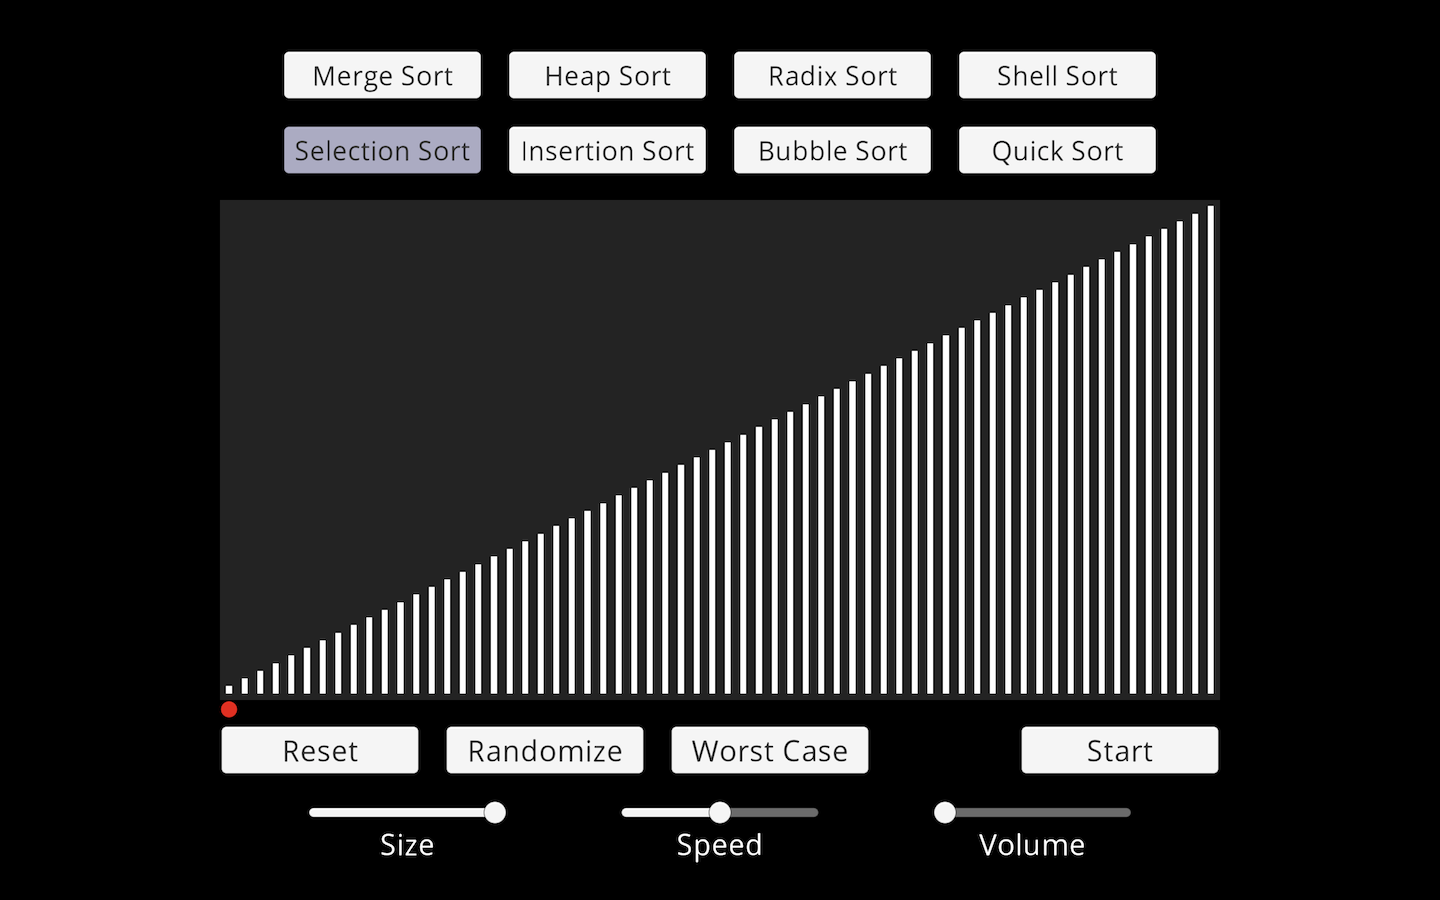 Merge Sort Heap Sort Radix Sort Shell Sort
Selection Sort Insertion Sort Bubble Sort Quick Sort
Reset Randomize Worst Case Start
Size Speed Volume